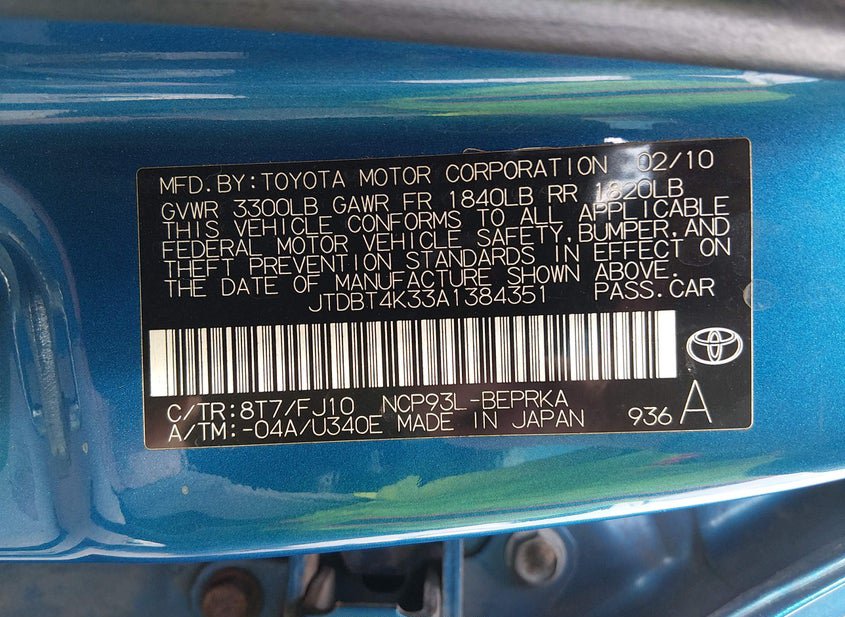 MFD.BY:TOYOTA MOTOR CORPORATION 02/10
GVWR 3300LB GAWR FR 1840LB RR 1820LB
THIS VEHICLE CONFORMS TO ALL APPLICABLE
FEDERAL MOTOR VEHICLE SAFETY,BUMPER,AND
THEFT PREVENTION STANDARDS IN EFFECT ON
THE DATE OF MANUFACTURE SHOWN ABOVE.
JTDBT4K33A1384351 PASS.CAR
C/TR:8T7/FJ10 NCP93L-BEPRKA
A/TM:-04A/U340E MADE IN JAPAN 936 A